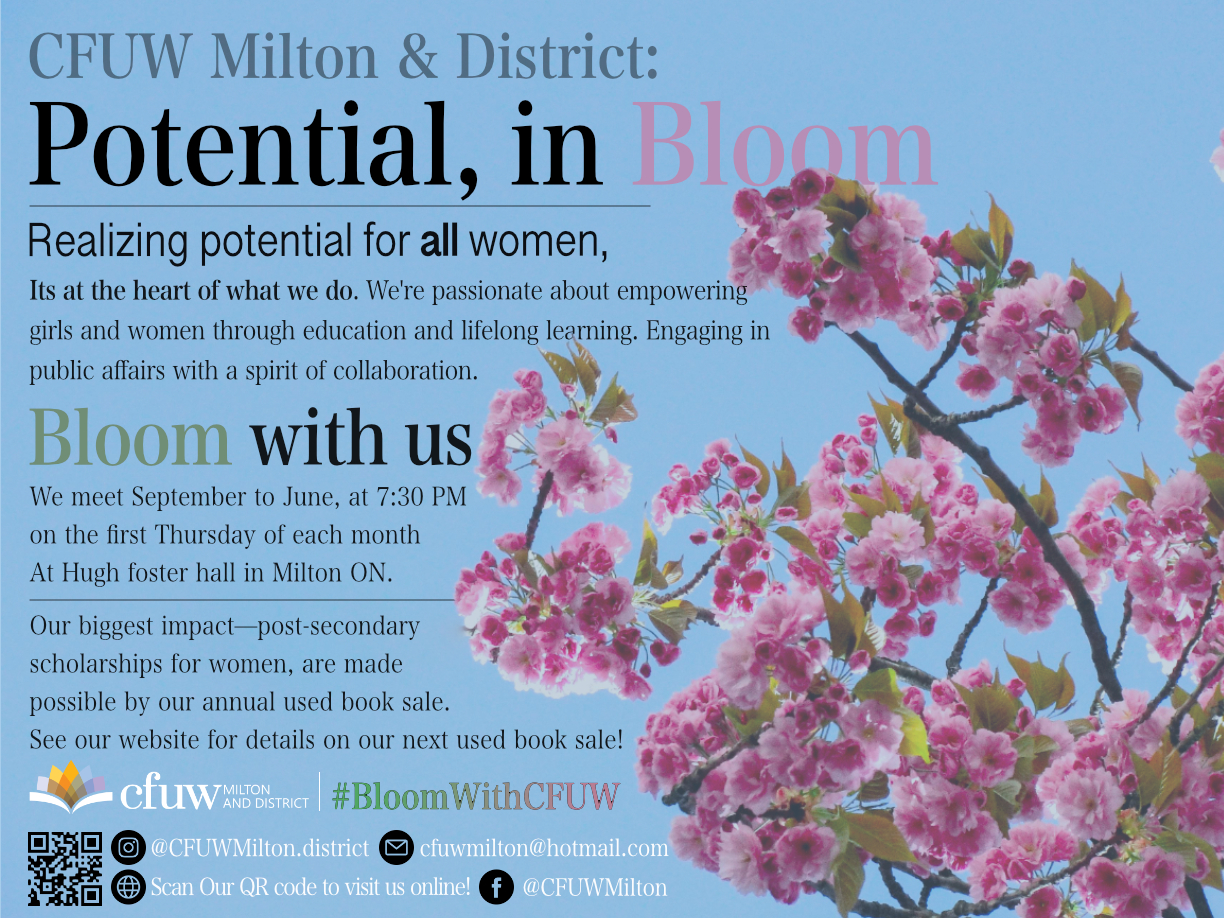 CFUW Milton & District:
Potential, in Bloom
Realizing potential for all women,
Its at the heart of what we do. We're passionate about empowering
girls and women through education and lifelong learning. Engaging in
public affairs with a spirit of collaboration.
Bloom with us
We meet September to June, at 7:30 PM
on the first Thursday of each month
At Hugh foster hall in Milton ON.
Our biggest impact—post-secondary
scholarships for women, are made
possible by our annual used book sale.
See our website for details on our next used book sale!
cfuw MILTON
AND DISTRICT
#BloomWithCFUW
@CFUWMilton.district cfuwmilton@hotmail.com
Scan Our QR code to visit us online! @CFUWMilton